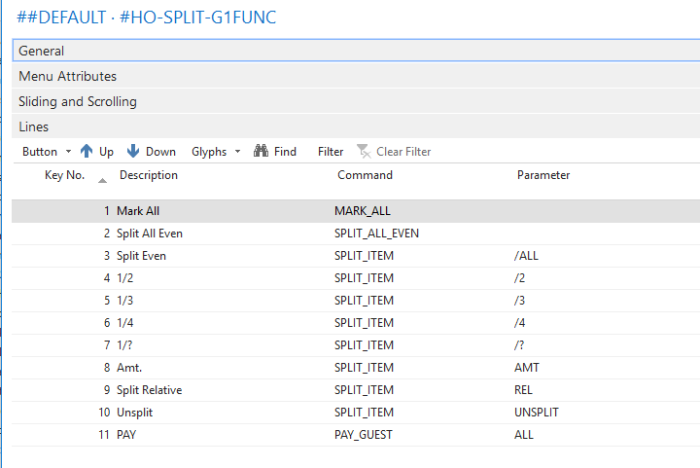 ##DEFAULT · #HO-SPLIT-G1FUNC
General
Menu Attributes
Sliding and Scrolling
Lines
Button Up Down Glyphs Find Filter Clear Filter
Key No. Description Command Parameter
1 Mark All MARK_ALL
2 Split All Even SPLIT_ALL_EVEN
3 Split Even SPLIT_ITEM /ALL
4 1/2 SPLIT_ITEM /2
5 1/3 SPLIT_ITEM /3
6 1/4 SPLIT_ITEM /4
7 1/? SPLIT_ITEM /?
8 Amt. SPLIT_ITEM AMT
9 Split Relative SPLIT_ITEM REL
10 Unsplit SPLIT_ITEM UNSPLIT
11 PAY PAY_GUEST ALL